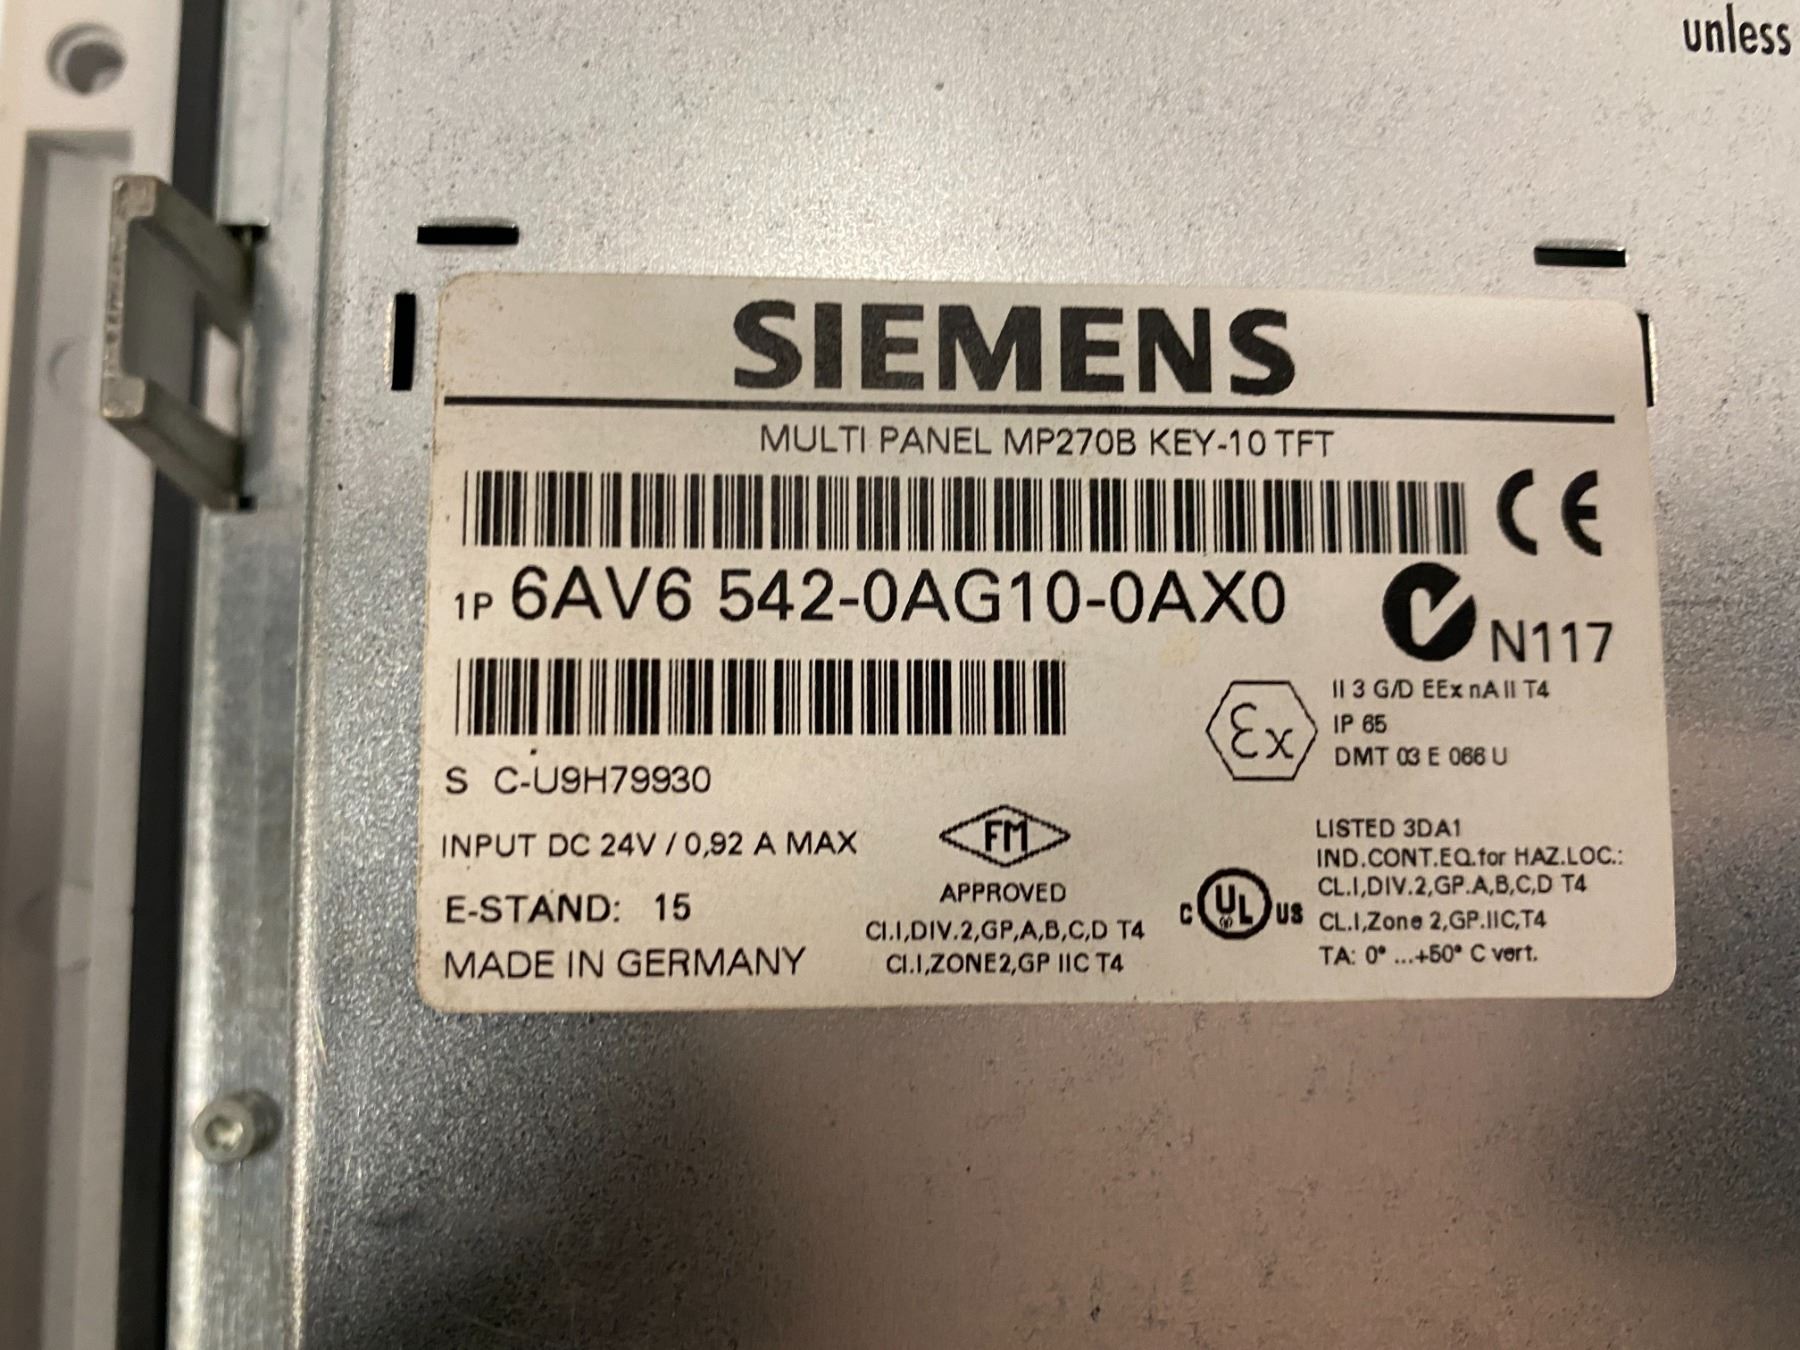 unless
SIEMENS
MULTI PANEL MP270B KEY-10 TFT
CE
1P 6AV6 542-0AG10-0AX0
N117
S C-U9H79930
Ex
II 3 G/D EEx nA II T4
IP 65
DMT 03 E 066 U
INPUT DC 24V / 0,92 A MAX
E-STAND: 15
MADE IN GERMANY
FM
APPROVED
Cl.I,DIV.2,GP,A,B,C,D T4
Cl.I,ZONE2,GP IIC T4
C UL US
LISTED 3DA1
IND.CONT.EQ.for HAZ.LOC.:
CL.I,DIV.2,GP.A,B,C,D T4
CL.I,Zone 2,GP.IIC,T4
TA: 0° ...+50° C vert.